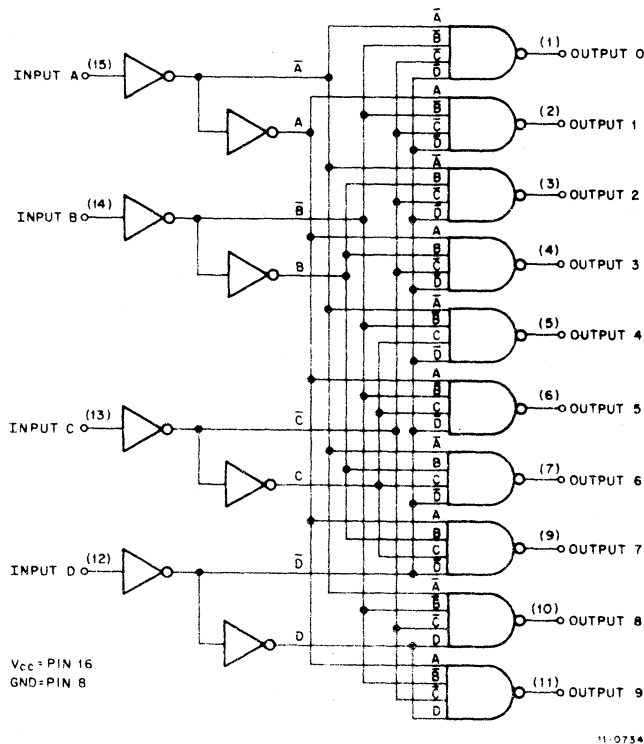 INPUT A (15)
A̅
A
INPUT B (14)
B̅
B
INPUT C (13)
C̅
C
INPUT D (12)
D̅
D
A̅
B̅
C̅
D̅
(1) OUTPUT 0
A
B̅
C̅
D̅
(2) OUTPUT 1
A̅
B
C̅
D̅
(3) OUTPUT 2
A
B
C̅
D̅
(4) OUTPUT 3
A̅
B̅
C
D̅
(5) OUTPUT 4
A
B̅
C
D̅
(6) OUTPUT 5
A̅
B
C
D̅
(7) OUTPUT 6
A
B
C
D̅
(9) OUTPUT 7
A̅
B̅
C̅
D
(10) OUTPUT 8
A
B̅
C̅
D
(11) OUTPUT 9
VCC = PIN 16
GND = PIN 8
11-0734